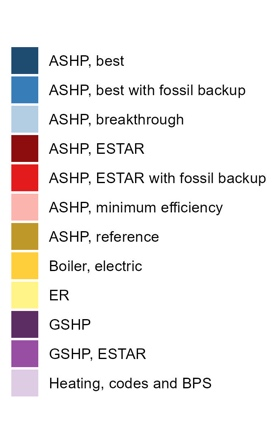 ASHP, best
ASHP, best with fossil backup
ASHP, breakthrough
ASHP, ESTAR
ASHP, ESTAR with fossil backup
ASHP, minimum efficiency
ASHP, reference
Boiler, electric
ER
GSHP
GSHP, ESTAR
Heating, codes and BPS